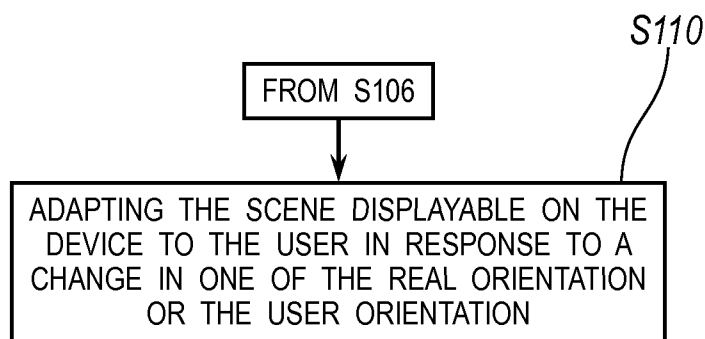 S110
FROM S106
ADAPTING THE SCENE DISPLAYABLE ON THE
DEVICE TO THE USER IN RESPONSE TO A
CHANGE IN ONE OF THE REAL ORIENTATION
OR THE USER ORIENTATION